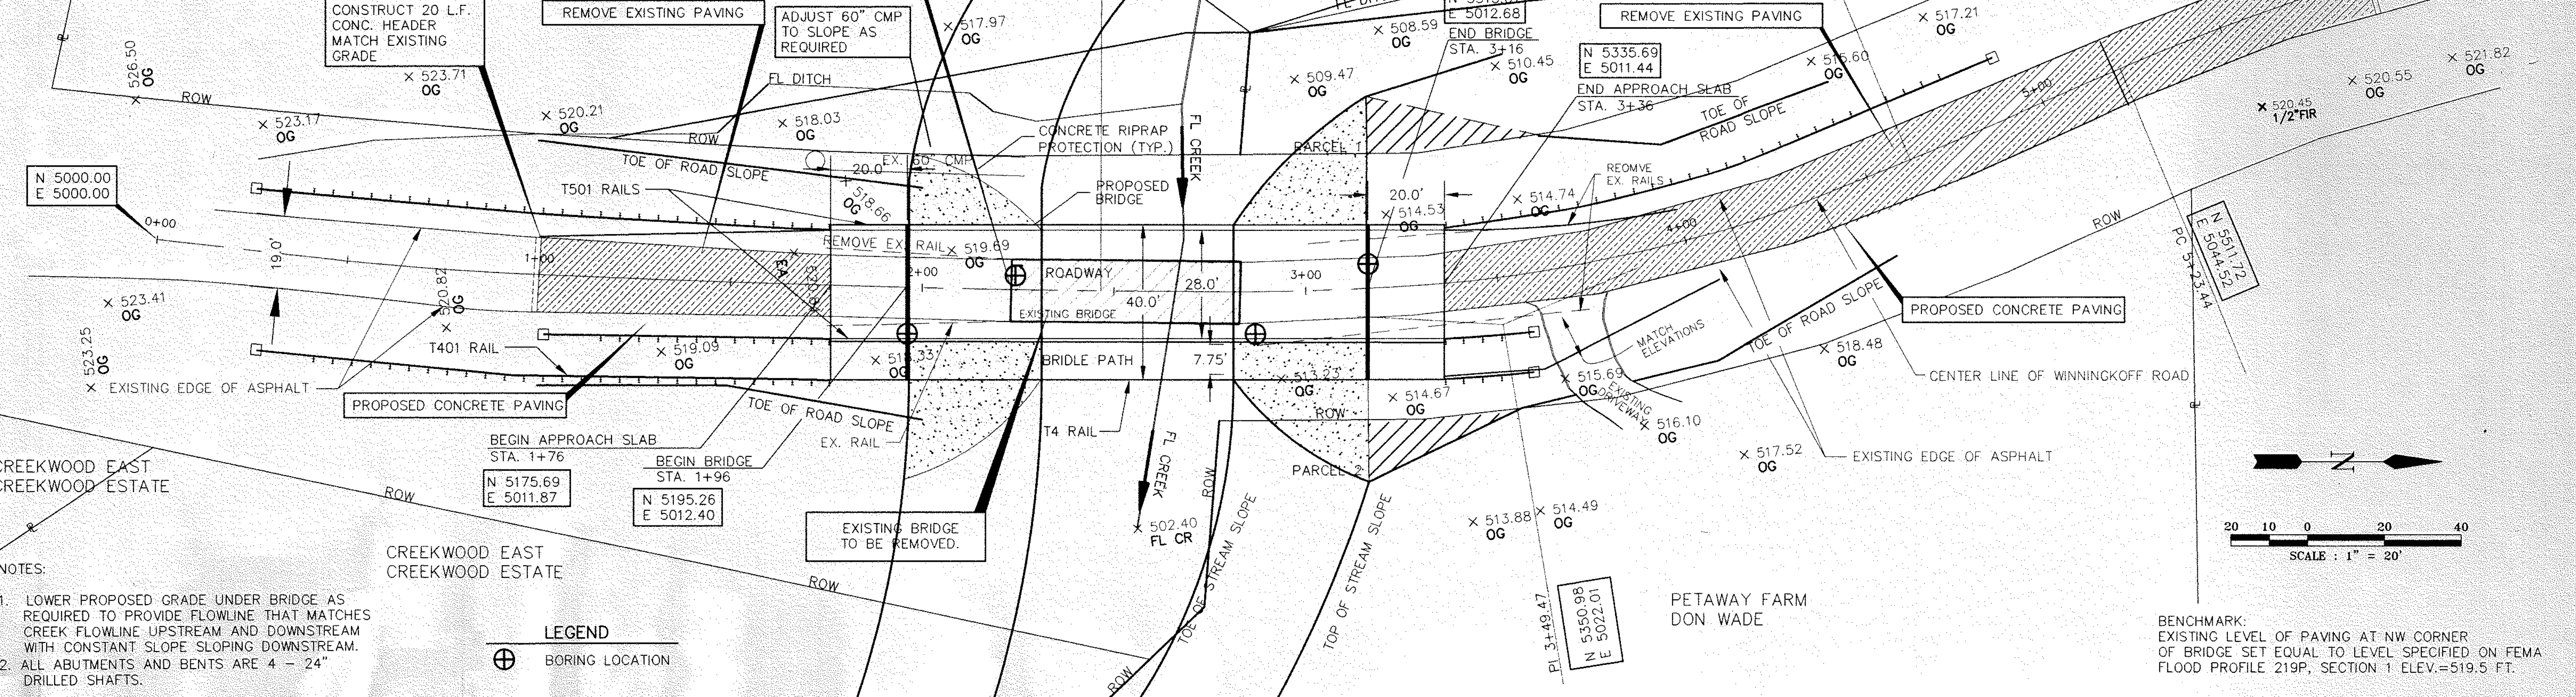 CONSTRUCT 20 L.F.
CONC. HEADER
MATCH EXISTING
GRADE
REMOVE EXISTING PAVING
ADJUST 60" CMP
TO SLOPE AS
REQUIRED
517.97
OG
FL DITCH
508.59
OG
E 5012.68
END BRIDGE
STA. 3+16
510.45
OG
N 5335.69
E 5011.44
END APPROACH SLAB
STA. 3+36
REMOVE EXISTING PAVING
517.21
OG
515.60
OG
521.82
OG
520.55
OG
520.45
1/2"FIR
526.50
OG
523.71
OG
ROW
FL DITCH
509.47
OG
523.17
OG
520.21
OG
518.03
OG
ROW
CONCRETE RIPRAP
PROTECTION (TYP.)
FL CREEK
PARCEL 1
TOE OF
ROAD SLOPE
5+00
N 5000.00
E 5000.00
TOE OF ROAD SLOPE
EX. 60" CMP
20.0'
T501 RAILS
PROPOSED
BRIDGE
REOMVE
EX. RAILS
0+00
518.66
OG
20.0'
514.53
OG
514.74
OG
4+00
ROW
N 5511.72
E 5044.52
PC 5+23.44
19.0'
1+00
REMOVE EX. RAIL
519.69
OG
2+00
ROADWAY
40.0'
28.0'
3+00
EXISTING BRIDGE
523.41
OG
520.82
OG
523.25
OG
T401 RAIL
519.09
OG
OG
BRIDLE PATH
7.75'
513.23
OG
MATCH
ELEVATIONS
TOE OF ROAD SLOPE
PROPOSED CONCRETE PAVING
518.48
OG
EXISTING EDGE OF ASPHALT
PROPOSED CONCRETE PAVING
TOE OF ROAD SLOPE
EX. RAIL
T4 RAIL
FL CREEK
ROW
ROW
514.67
OG
515.69
OG
EXISTING
DRIVEWAY
516.10
OG
CENTER LINE OF WINNINGKOFF ROAD
517.52
OG
EXISTING EDGE OF ASPHALT
BEGIN APPROACH SLAB
STA. 1+76
N 5175.69
E 5011.87
BEGIN BRIDGE
STA. 1+96
N 5195.26
E 5012.40
PARCEL 2
CREEKWOOD EAST
CREEKWOOD ESTATE
ROW
EXISTING BRIDGE
TO BE REMOVED.
502.40
FL CR
TOE OF STREAM SLOPE
TOP OF STREAM SLOPE
513.88
OG
514.49
OG
N
20 10 0 20 40
SCALE : 1" = 20'
CREEKWOOD EAST
CREEKWOOD ESTATE
ROW
ROW
PI 3+49.47
N 5350.98
E 5022.01
PETAWAY FARM
DON WADE
NOTES:
1. LOWER PROPOSED GRADE UNDER BRIDGE AS
REQUIRED TO PROVIDE FLOWLINE THAT MATCHES
CREEK FLOWLINE UPSTREAM AND DOWNSTREAM
WITH CONSTANT SLOPE SLOPING DOWNSTREAM.
2. ALL ABUTMENTS AND BENTS ARE 4 - 24"
DRILLED SHAFTS.
LEGEND
BORING LOCATION
BENCHMARK:
EXISTING LEVEL OF PAVING AT NW CORNER
OF BRIDGE SET EQUAL TO LEVEL SPECIFIED ON FEMA
FLOOD PROFILE 219P, SECTION 1 ELEV.=519.5 FT.